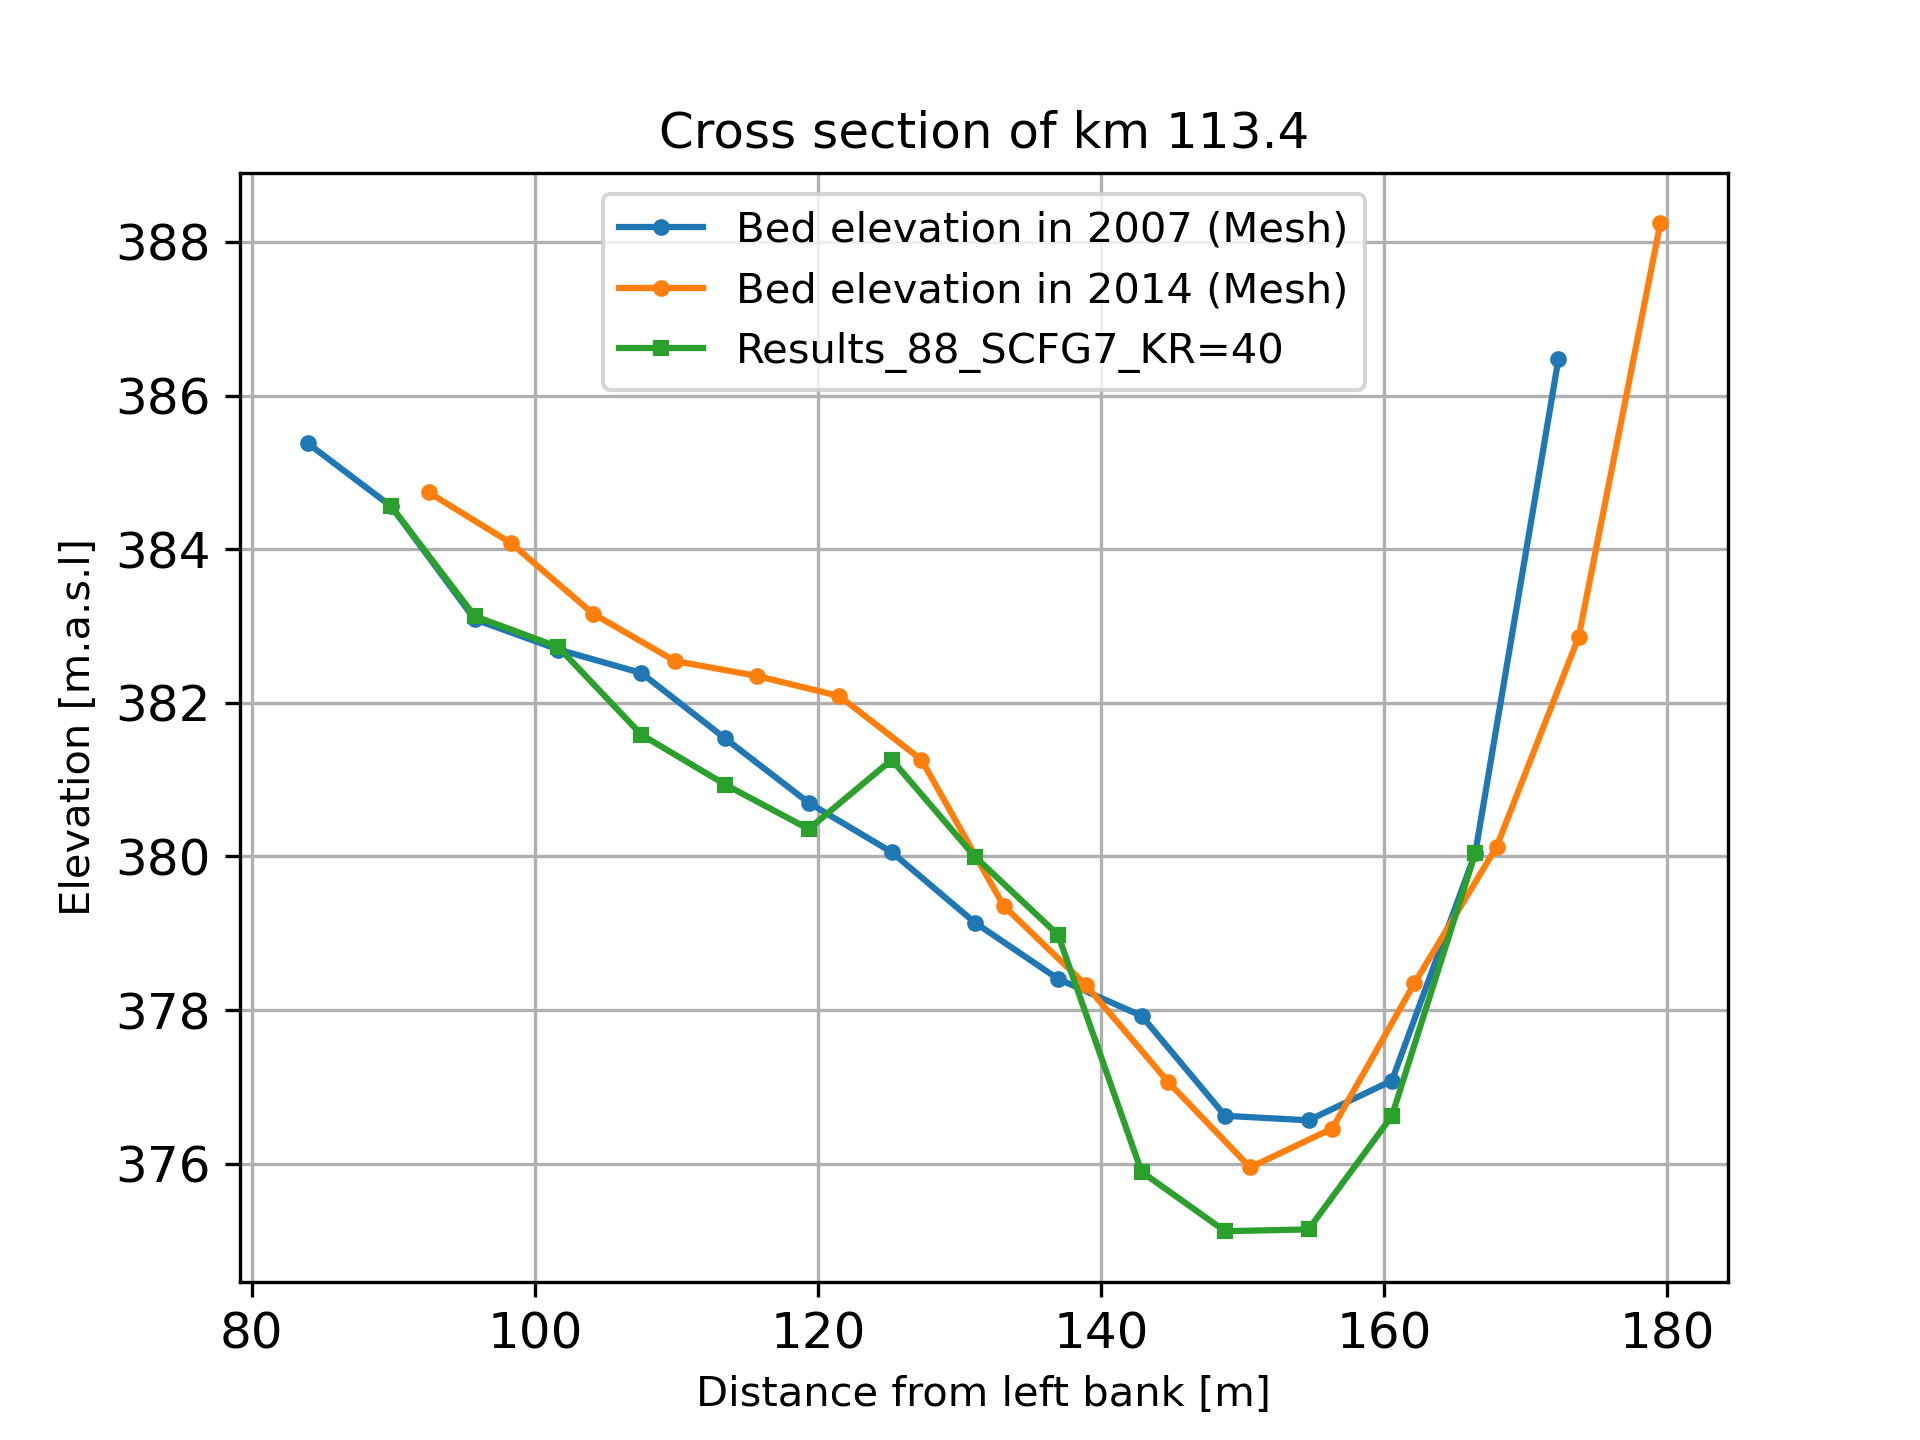 Cross section of km 113.4
Bed elevation in 2007 (Mesh)
Bed elevation in 2014 (Mesh)
Results_88_SCFG7_KR=40
388
386
384
382
380
378
376
Elevation [m.a.s.l]
80 100 120 140 160 180
Distance from left bank [m]